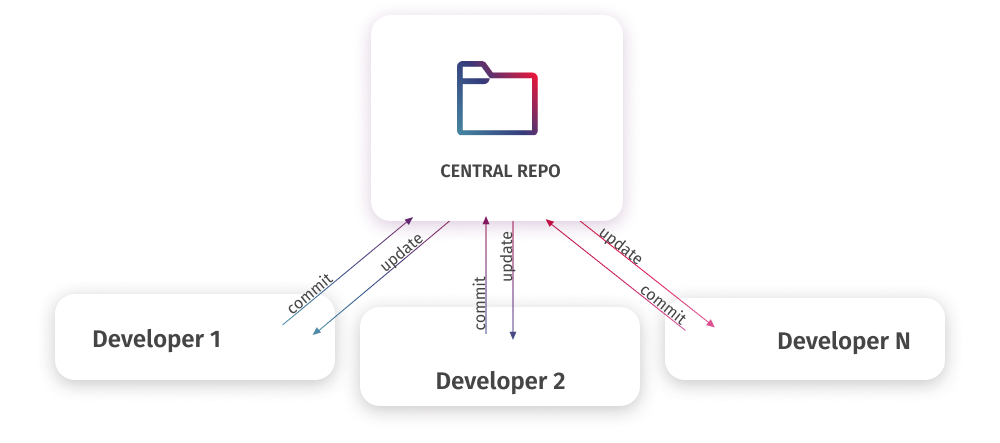 CENTRAL REPO
commit
update
commit
update
update
commit
Developer 1
Developer 2
Developer N